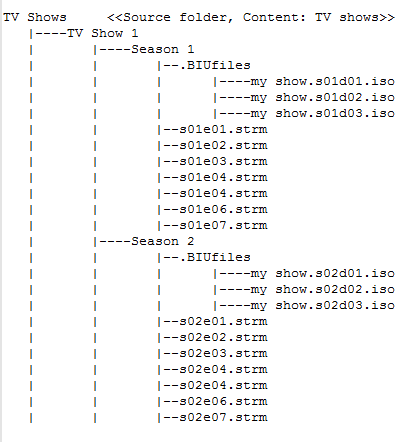 TV Shows     <<Source folder, Content: TV shows>>
   |----TV Show 1
   |       |----Season 1
   |       |       |--.BIUfiles
   |       |       |      |----my show.s01d01.iso
   |       |       |      |----my show.s01d02.iso
   |       |       |      |----my show.s01d03.iso
   |       |       |--s01e01.strm
   |       |       |--s01e02.strm
   |       |       |--s01e03.strm
   |       |       |--s01e04.strm
   |       |       |--s01e04.strm
   |       |       |--s01e06.strm
   |       |       |--s01e07.strm
   |       |----Season 2
   |       |       |--.BIUfiles
   |       |       |      |----my show.s02d01.iso
   |       |       |      |----my show.s02d02.iso
   |       |       |      |----my show.s02d03.iso
   |       |       |--s02e01.strm
   |       |       |--s02e02.strm
   |       |       |--s02e03.strm
   |       |       |--s02e04.strm
   |       |       |--s02e04.strm
   |       |       |--s02e06.strm
   |       |       |--s02e07.strm